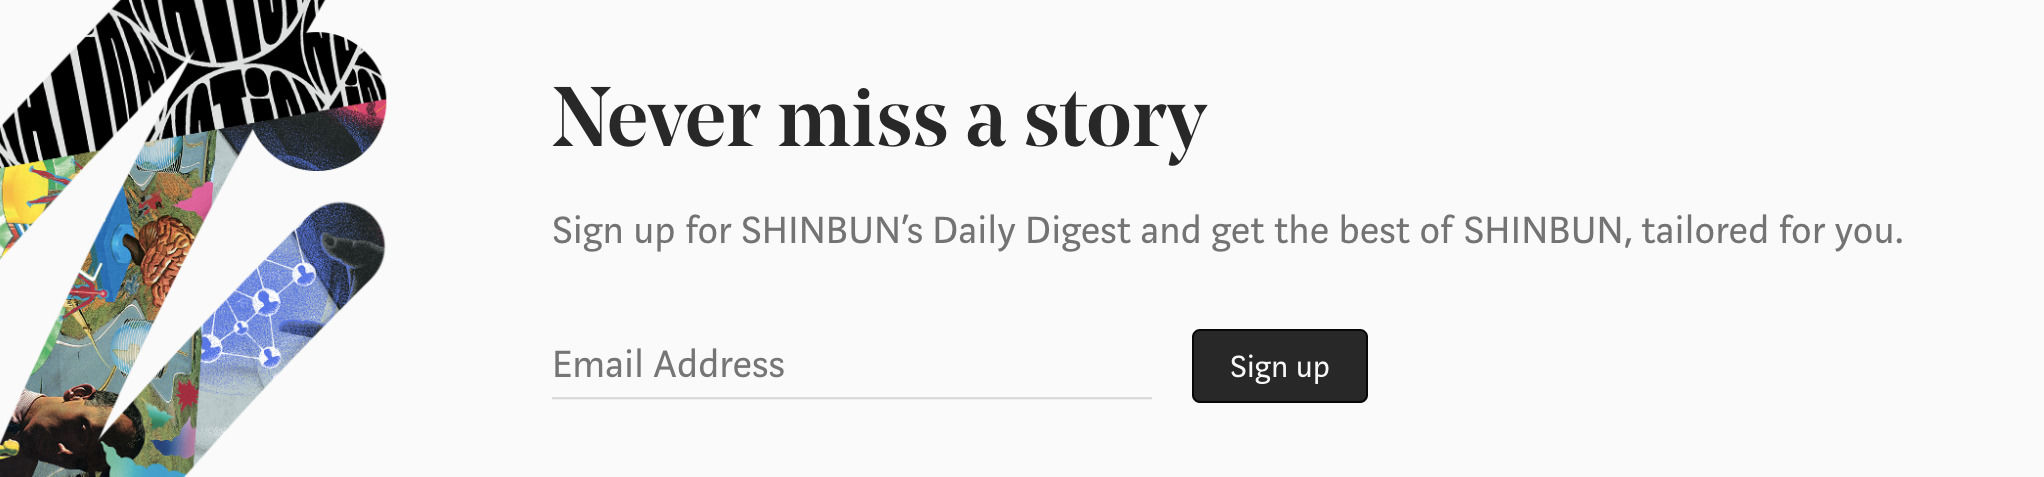 Never miss a story
Sign up for SHINBUN’s Daily Digest and get the best of SHINBUN, tailored for you.
Email Address
Sign up